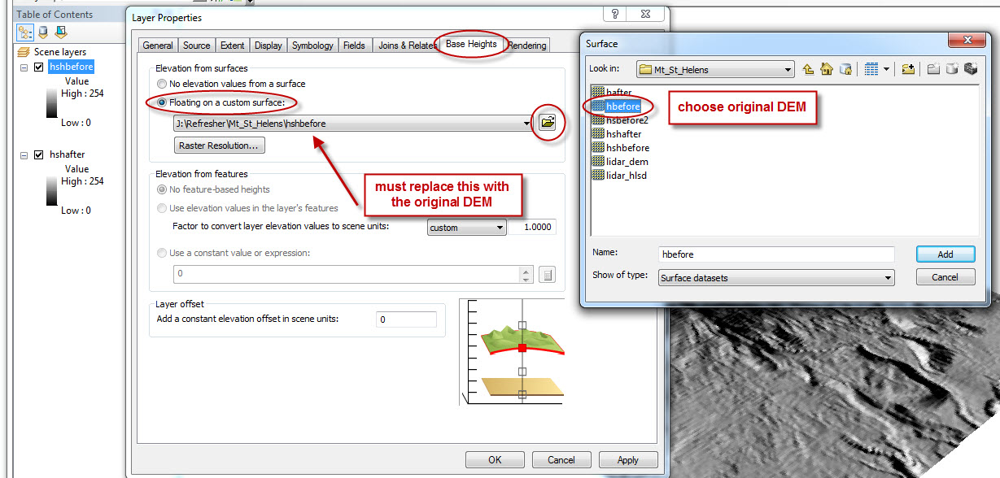 Table of Contents
Scene layers
hshbefore
Value
High : 254
Low : 0
hshafter
Value
High : 254
Low : 0
Layer Properties
General
Source
Extent
Display
Symbology
Fields
Joins & Relates
Base Heights
Rendering
Elevation from surfaces
No elevation values from a surface
Floating on a custom surface:
J:\Refresher\Mt_St_Helens\hshbefore
Raster Resolution...
must replace this with
the original DEM
Elevation from features
No feature-based heights
Use elevation values in the layer's features
Factor to convert layer elevation values to scene units:
custom
1.0000
Use a constant value or expression:
0
Layer offset
Add a constant elevation offset in scene units:
0
OK
Cancel
Apply
Surface
Look in:
Mt_St_Helens
hafter
hbefore
hsbefore2
hshafter
hshbefore
lidar_dem
lidar_hlsd
choose original DEM
Name:
hbefore
Add
Show of type:
Surface datasets
Cancel